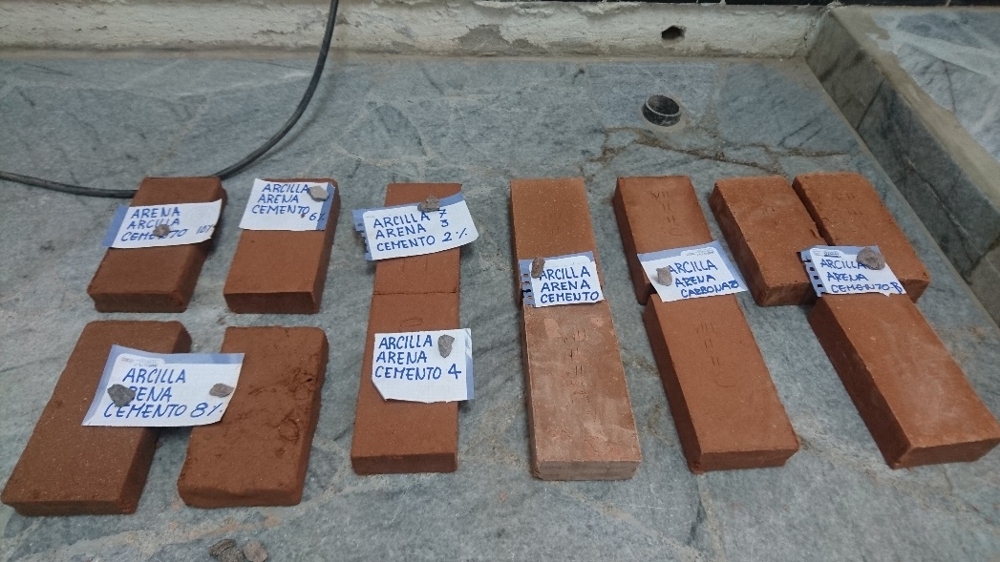 ARENA
ARCILLA
CEMENTO 10%
ARCILLA
ARENA
CEMENTO 6%
ARCILLA 7
ARENA 3
CEMENTO 2%
ARCILLA
ARENA
CEMENTO
ARCILLA
ARENA
CARBONATO
ARCILLA
ARENA
CEMENTO
ARCILLA
ARENA
CEMENTO 8%
ARCILLA
ARENA
CEMENTO 4